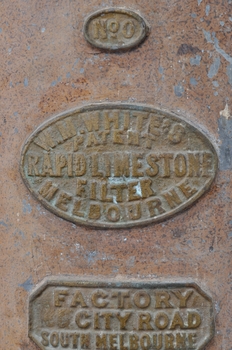 No 0
W.M. WHITE'S
PATENT
RAPID LIMESTONE
FILTER
MELBOURNE.
FACTORY
CITY ROAD
SOUTH MELBOURNE